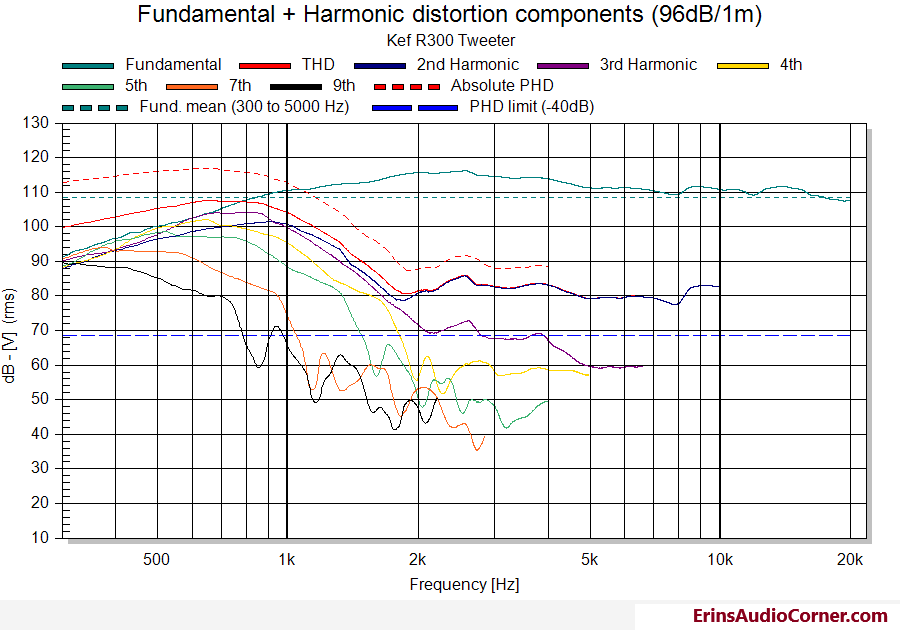 Fundamental + Harmonic distortion components (96dB/1m)
Kef R300 Tweeter
Fundamental THD 2nd Harmonic 3rd Harmonic 4th
5th 7th 9th Absolute PHD
Fund. mean (300 to 5000 Hz) PHD limit (-40dB)
130
120
110
100
90
80
70
60
50
40
30
20
10
dB - [V] (rms)
500 1k 2k 5k 10k 20k
Frequency [Hz]
ErinsAudioCorner.com